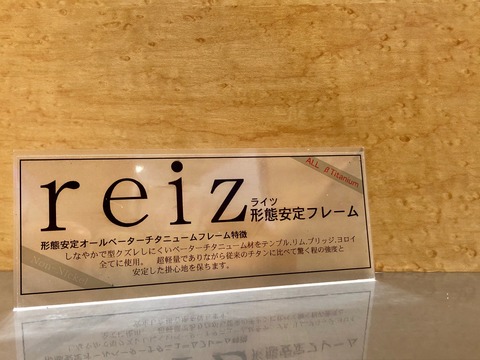 ALL β.Titanium
reiz
ライツ
形態安定フレーム
形態安定オールベーターチタニュームフレーム特徴
しなやかで型クズレしにくいベーターチタニューム材をテンプル,リム,ブリッジ,ヨロイ
全てに使用。 超軽量でありながら従来のチタンに比べて驚く程の強度と
安定した掛心地を保ちます。